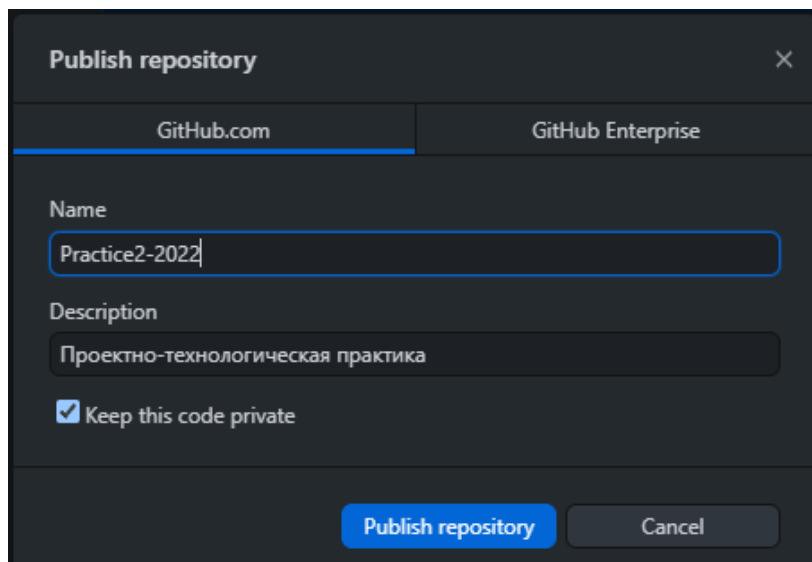 Publish repository
GitHub.com
GitHub Enterprise
Name
Practice2-2022
Description
Проектно-технологическая практика
Keep this code private
Publish repository
Cancel